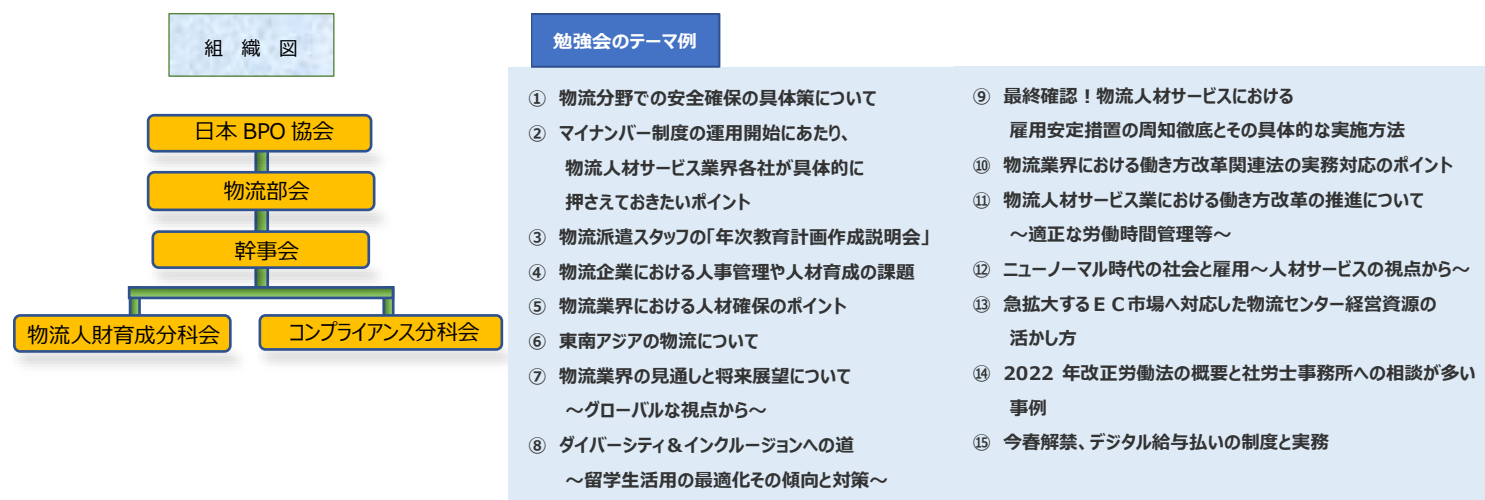 組 織 図
日本 BPO 協会
物流部会
幹事会
物流人財育成分科会
コンプライアンス分科会
勉強会のテーマ例
① 物流分野での安全確保の具体策について
② マイナンバー制度の運用開始にあたり、
物流人材サービス業界各社が具体的に
押さえておきたいポイント
③ 物流派遣スタッフの「年次教育計画作成説明会」
④ 物流企業における人事管理や人材育成の課題
⑤ 物流業界における人材確保のポイント
⑥ 東南アジアの物流について
⑦ 物流業界の見通しと将来展望について
～グローバルな視点から～
⑧ ダイバーシティ＆インクルージョンへの道
～留学生活用の最適化その傾向と対策～
⑨ 最終確認！物流人材サービスにおける
雇用安定措置の周知徹底とその具体的な実施方法
⑩ 物流業界における働き方改革関連法の実務対応のポイント
⑪ 物流人材サービス業における働き方改革の推進について
～適正な労働時間管理等～
⑫ ニューノーマル時代の社会と雇用～人材サービスの視点から～
⑬ 急拡大するＥＣ市場へ対応した物流センター経営資源の
活かし方
⑭ 2022 年改正労働法の概要と社労士事務所への相談が多い
事例
⑮ 今春解禁、デジタル給与払いの制度と実務